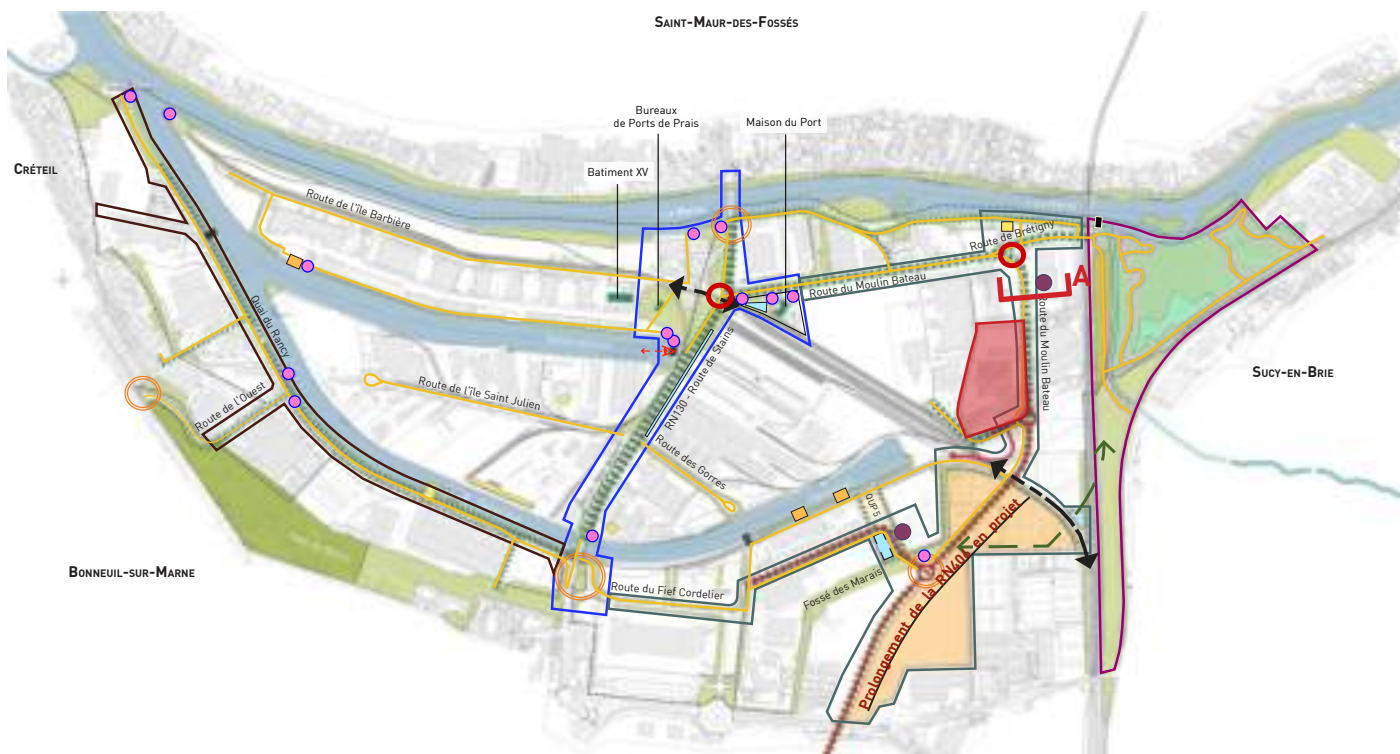 SAINT-MAUR-DES-FOSSÉS
Bureaux
de Ports de Prais
Maison du Port
CRÉTEIL
Batiment XV
Route de l'île Barbière
Route de Brétigny
Route du Moulin Bateau
A
Quai du Rancy
Route du Moulin Bateau
RN130 - Route de Stains
SUCY-EN-BRIE
Route de l'île Saint Julien
Route de l'Ouest
Route des Gorres
QUP 5
Prolongement de la RN406 en projet
BONNEUIL-SUR-MARNE
Route du Fief Cordelier
Fossé des Marais